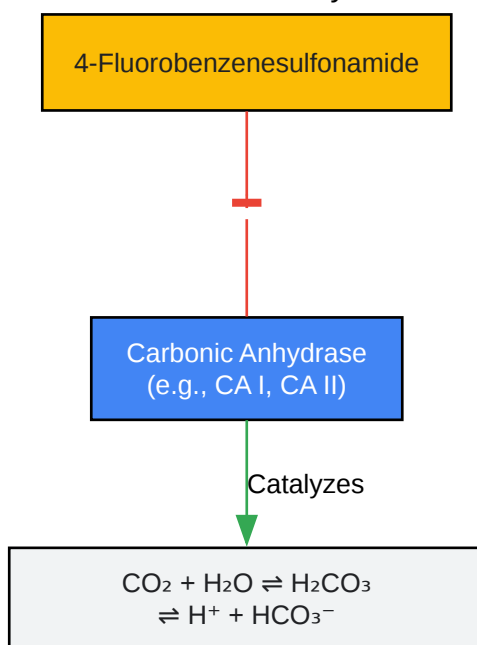 4-Fluorobenzenesulfonamide
Carbonic Anhydrase
(e.g., CA I, CA II)
Catalyzes
CO₂ + H₂O ⇌ H₂CO₃
⇌ H⁺ + HCO₃⁻